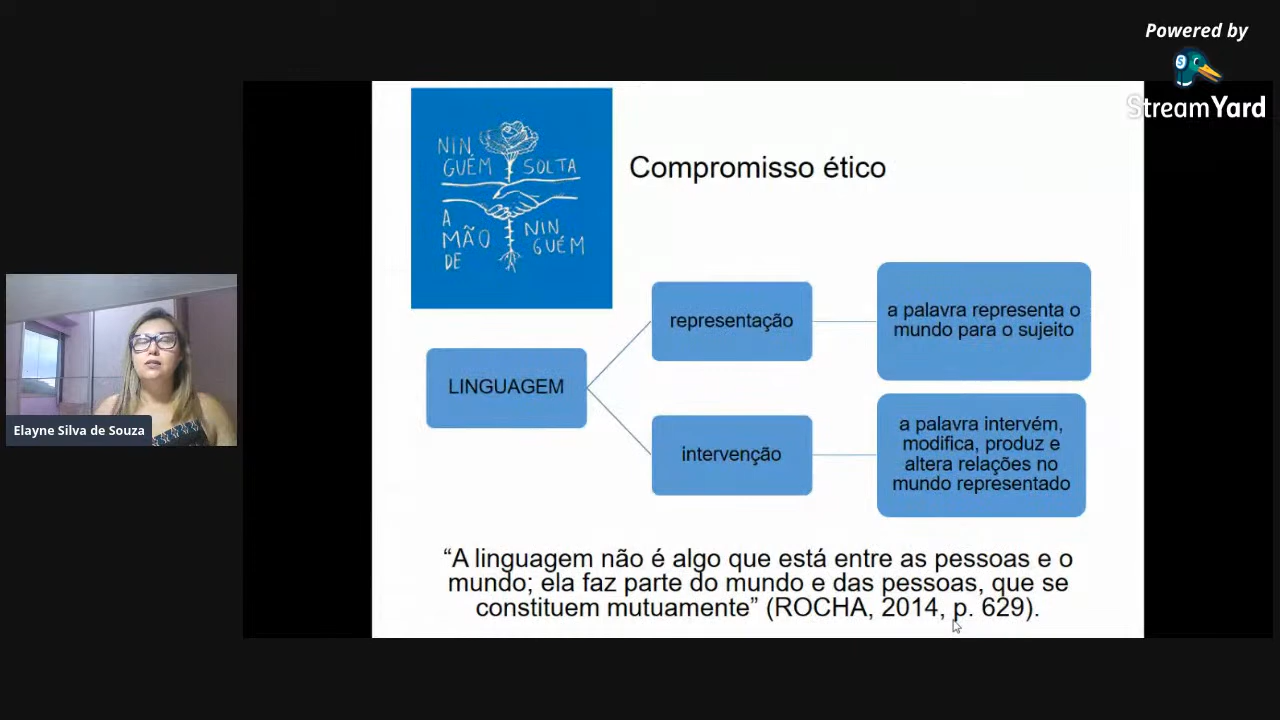 Powered by
StreamYard
NIN
GUÉM SOLTA
A
MÃO
DE
NIN
GUÉM
Compromisso ético
LINGUAGEM
representação
a palavra representa o
mundo para o sujeito
intervenção
a palavra intervém,
modifica, produz e
altera relações no
mundo representado
“A linguagem não é algo que está entre as pessoas e o
mundo; ela faz parte do mundo e das pessoas, que se
constituem mutuamente” (ROCHA, 2014, p. 629).
Elayne Silva de Souza